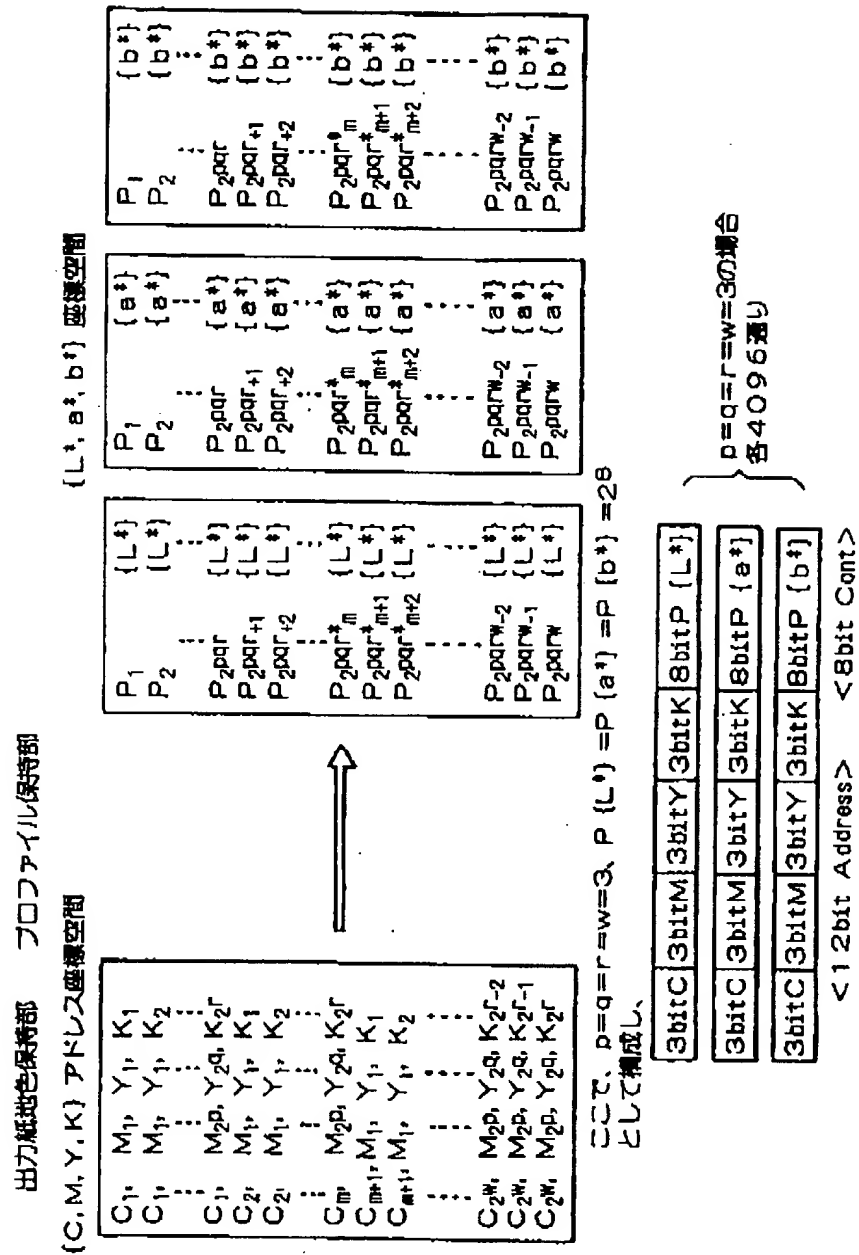 出力紙地色保持部 プロファイル保持部
{C, M, Y, K} アドレス座標空間
C₁, M₁, Y₁, K₁
C₁, M₁, Y₁, K₂
C₁, M₂p, Y₂q, K₂r
C₂, M₁, Y₁, K₁
C₂, M₁, Y₁, K₂
Cm, M₂p, Y₂q, K₂r
Cm+1, M₁, Y₁, K₁
Cm+1, M₁, Y₁, K₂
C₂w, M₂p, Y₂q, K₂r-2
C₂w, M₂p, Y₂q, K₂r-1
C₂w, M₂p, Y₂q, K₂r
{L*, a*, b*} 座標空間
P₁ {L*}
P₂ {L*}
P₂pqr {L*}
P₂pqr+1 {L*}
P₂pqr+2 {L*}
P₂pqr*m {L*}
P₂pqr*m+1 {L*}
P₂pqr*m+2 {L*}
P₂pqrw-2 {L*}
P₂pqrw-1 {L*}
P₂pqrw {L*}
P₁ {a*}
P₂ {a*}
P₂pqr {a*}
P₂pqr+1 {a*}
P₂pqr+2 {a*}
P₂pqr*m {a*}
P₂pqr*m+1 {a*}
P₂pqr*m+2 {a*}
P₂pqrw-2 {a*}
P₂pqrw-1 {a*}
P₂pqrw {a*}
P₁ {b*}
P₂ {b*}
P₂pqr {b*}
P₂pqr+1 {b*}
P₂pqr+2 {b*}
P₂pqr*m {b*}
P₂pqr*m+1 {b*}
P₂pqr*m+2 {b*}
P₂pqrw-2 {b*}
P₂pqrw-1 {b*}
P₂pqrw {b*}
ここで、p=q=r=w=3、P {L*} =P {a*} =P {b*} =2⁸
として構成し、
3bitC 3bitM 3bitY 3bitK 8bitP {L*}
3bitC 3bitM 3bitY 3bitK 8bitP {a*}
3bitC 3bitM 3bitY 3bitK 8bitP {b*}
<12bit Address> <8bit Cont>
p=q=r=w=3の場合
各4096通り